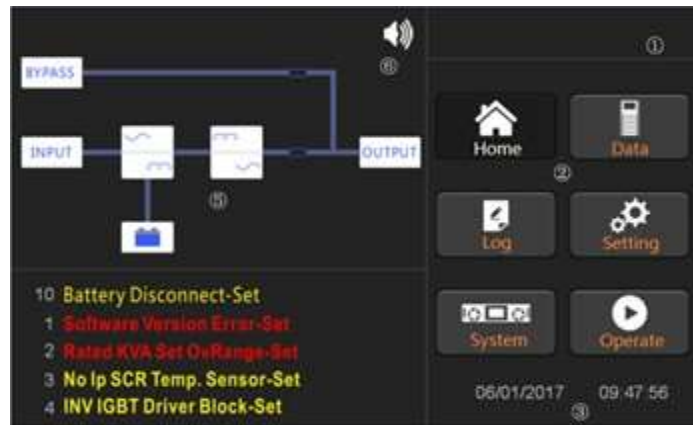 ⑥
①
BYPASS
INPUT
OUTPUT
⑤
Home
Data
②
Log
Setting
System
Operate
10 Battery Disconnect-Set
1 Software Version Error-Set
2 Rated KVA Set OvRange-Set
3 No Ip SCR Temp. Sensor-Set
4 INV IGBT Driver Block-Set
06/01/2017 09:47:56
③